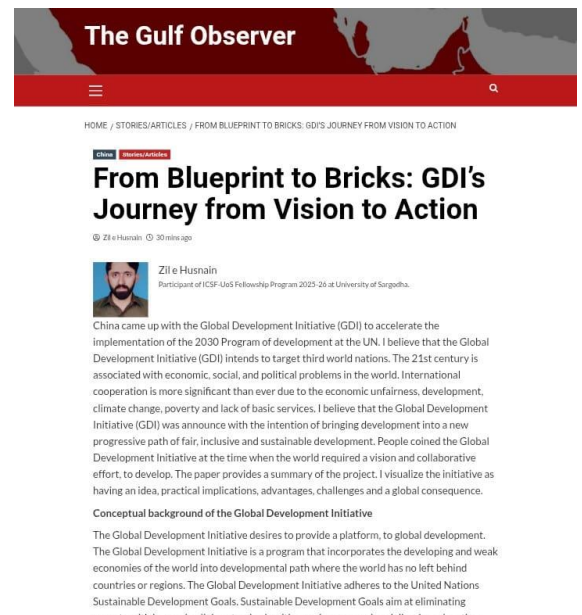 The Gulf Observer
HOME / STORIES/ARTICLES / FROM BLUEPRINT TO BRICKS: GDI'S JOURNEY FROM VISION TO ACTION
China Stories/Articles
From Blueprint to Bricks: GDI's
Journey from Vision to Action
Zil e Husnain 30 mins ago
Zil e Husnain
Participant of ICSF-UoS Fellowship Program 2025-26 at University of Sargodha.
China came up with the Global Development Initiative (GDI) to accelerate the
implementation of the 2030 Program of development at the UN. I believe that the Global
Development Initiative (GDI) intends to target third world nations. The 21st century is
associated with economic, social, and political problems in the world. International
cooperation is more significant than ever due to the economic unfairness, development,
climate change, poverty and lack of basic services. I believe that the Global Development
Initiative (GDI) was announce with the intention of bringing development into a new
progressive path of fair, inclusive and sustainable development. People coined the Global
Development Initiative at the time when the world required a vision and collaborative
effort, to develop. The paper provides a summary of the project. I visualize the initiative as
having an idea, practical implications, advantages, challenges and a global consequence.
Conceptual background of the Global Development Initiative
The Global Development Initiative desires to provide a platform, to global development.
The Global Development Initiative is a program that incorporates the developing and weak
economies of the world into developmental path where the world has no left behind
countries or regions. The Global Development Initiative adheres to the United Nations
Sustainable Development Goals. Sustainable Development Goals aim at eliminating